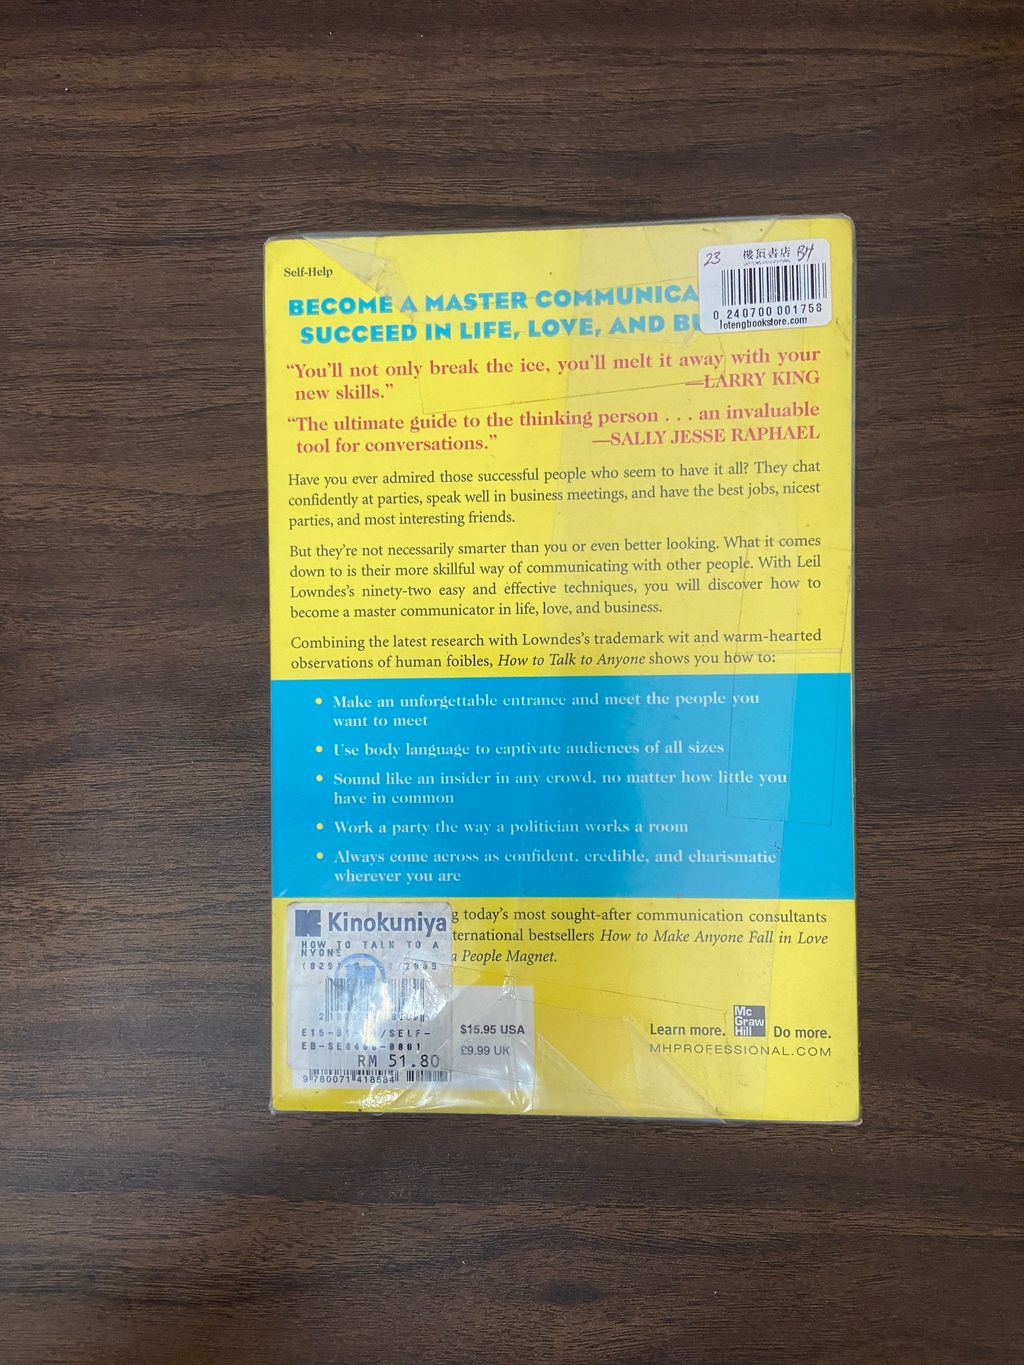 Self-Help
23 樓頂書店 BH
BECOME A MASTER COMMUNICA
0 240700 001758
SUCCEED IN LIFE, LOVE, AND BU
lotengbookstore.com
“You’ll not only break the ice, you’ll melt it away with your
new skills.” —LARRY KING
“The ultimate guide to the thinking person . . . an invaluable
tool for conversations.” —SALLY JESSE RAPHAEL
Have you ever admired those successful people who seem to have it all? They chat
confidently at parties, speak well in business meetings, and have the best jobs, nicest
parties, and most interesting friends.
But they’re not necessarily smarter than you or even better looking. What it comes
down to is their more skillful way of communicating with other people. With Leil
Lowndes’s ninety-two easy and effective techniques, you will discover how to
become a master communicator in life, love, and business.
Combining the latest research with Lowndes’s trademark wit and warm-hearted
observations of human foibles, How to Talk to Anyone shows you how to:
• Make an unforgettable entrance and meet the people you
want to meet
• Use body language to captivate audiences of all sizes
• Sound like an insider in any crowd, no matter how little you
have in common
• Work a party the way a politician works a room
• Always come across as confident, credible, and charismatic
wherever you are
g today’s most sought-after communication consultants
ternational bestsellers How to Make Anyone Fall in Love
a People Magnet.
Kinokuniya
HOW TO TALK TO A
NYONE
/SELF-
RM 51.80
9 780071 418584
$15.95 USA
£9.99 UK
Learn more. Mc Graw Hill Do more.
MHPROFESSIONAL.COM